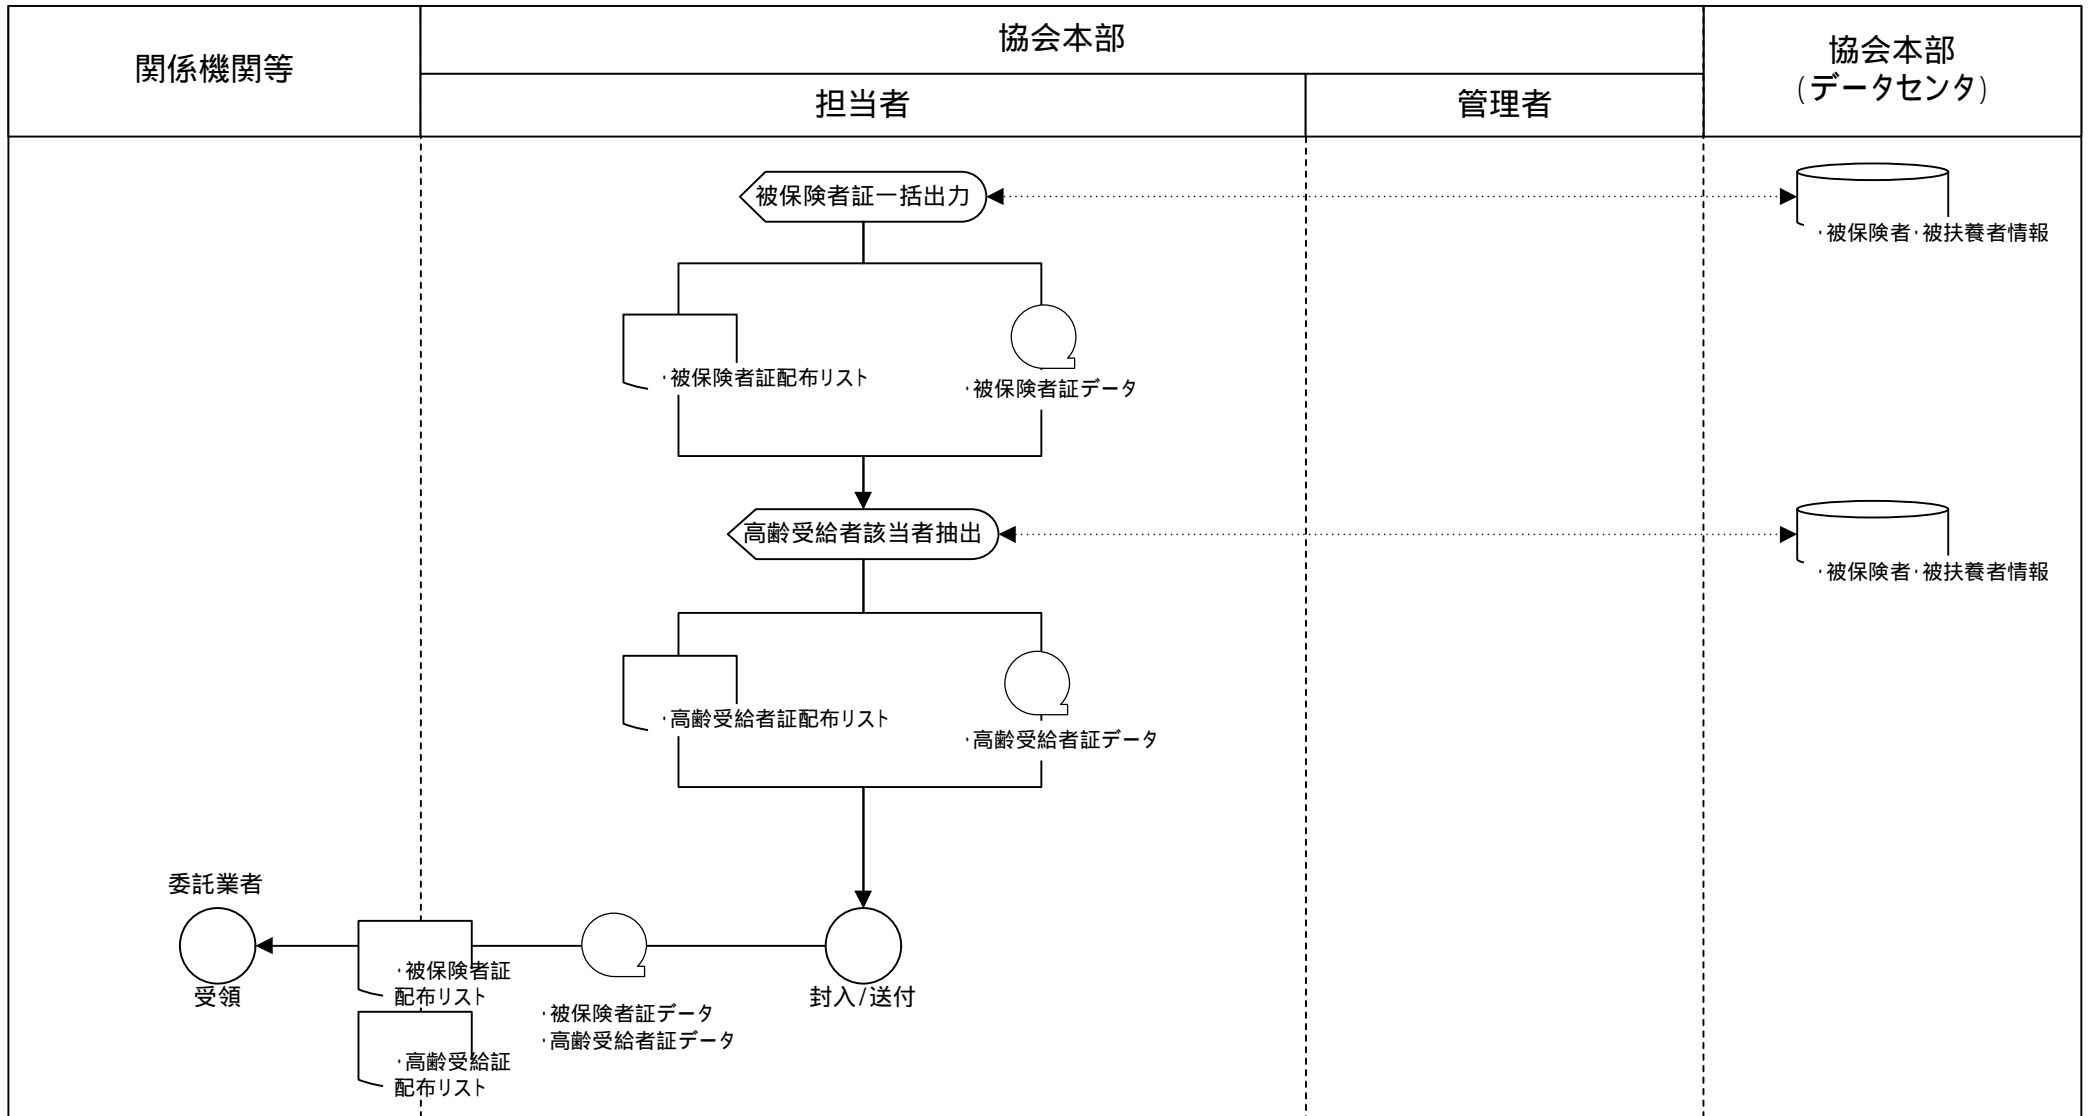 関係機関等
協会本部
担当者
管理者
協会本部
(データセンタ)
被保険者証一括出力
・被保険者・被扶養者情報
・被保険者証配布リスト
・被保険者証データ
高齢受給者該当者抽出
・被保険者・被扶養者情報
・高齢受給者証配布リスト
・高齢受給者証データ
委託業者
受領
・被保険者証
配布リスト
・高齢受給証
配布リスト
・被保険者証データ
・高齢受給者証データ
封入/送付